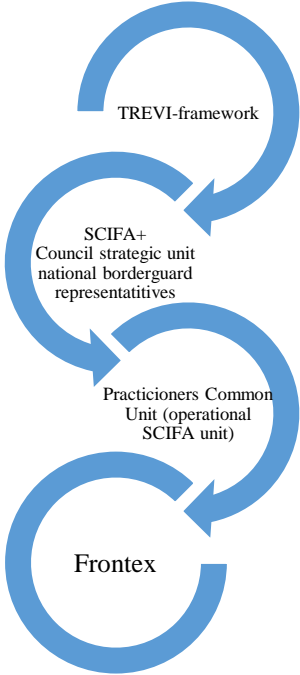 TREVI-framework
SCIFA+
Council strategic unit
national borderguard
representatitives
Practicioners Common
Unit (operational
SCIFA unit)
Frontex